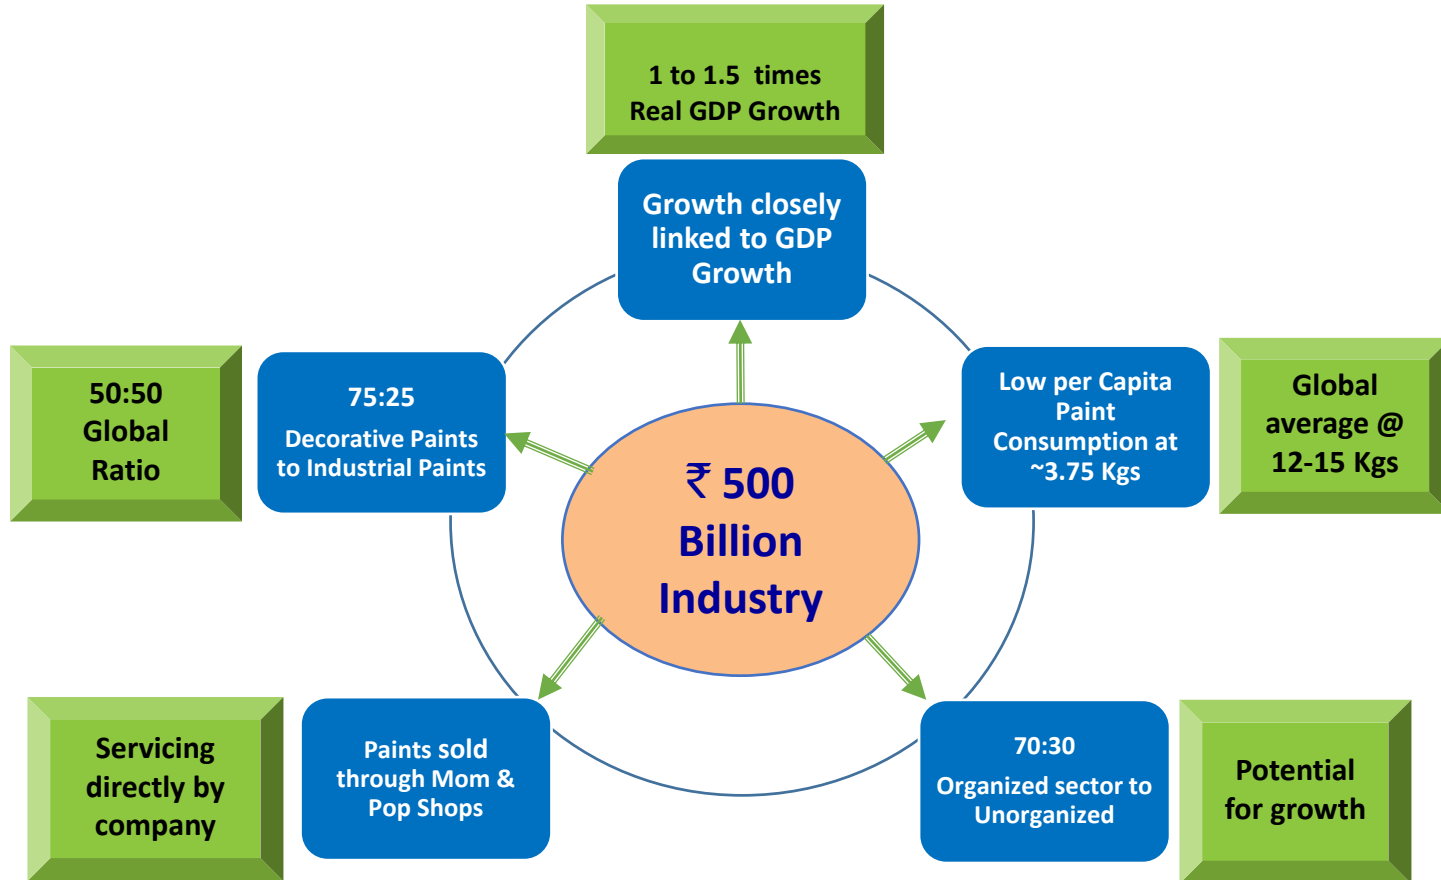 1 to 1.5 times
Real GDP Growth
Growth closely
linked to GDP
Growth
50:50
Global
Ratio
75:25
Decorative Paints
to Industrial Paints
Low per Capita
Paint
Consumption at
~3.75 Kgs
Global
average @
12-15 Kgs
₹ 500
Billion
Industry
Servicing
directly by
company
Paints sold
through Mom &
Pop Shops
70:30
Organized sector to
Unorganized
Potential
for growth